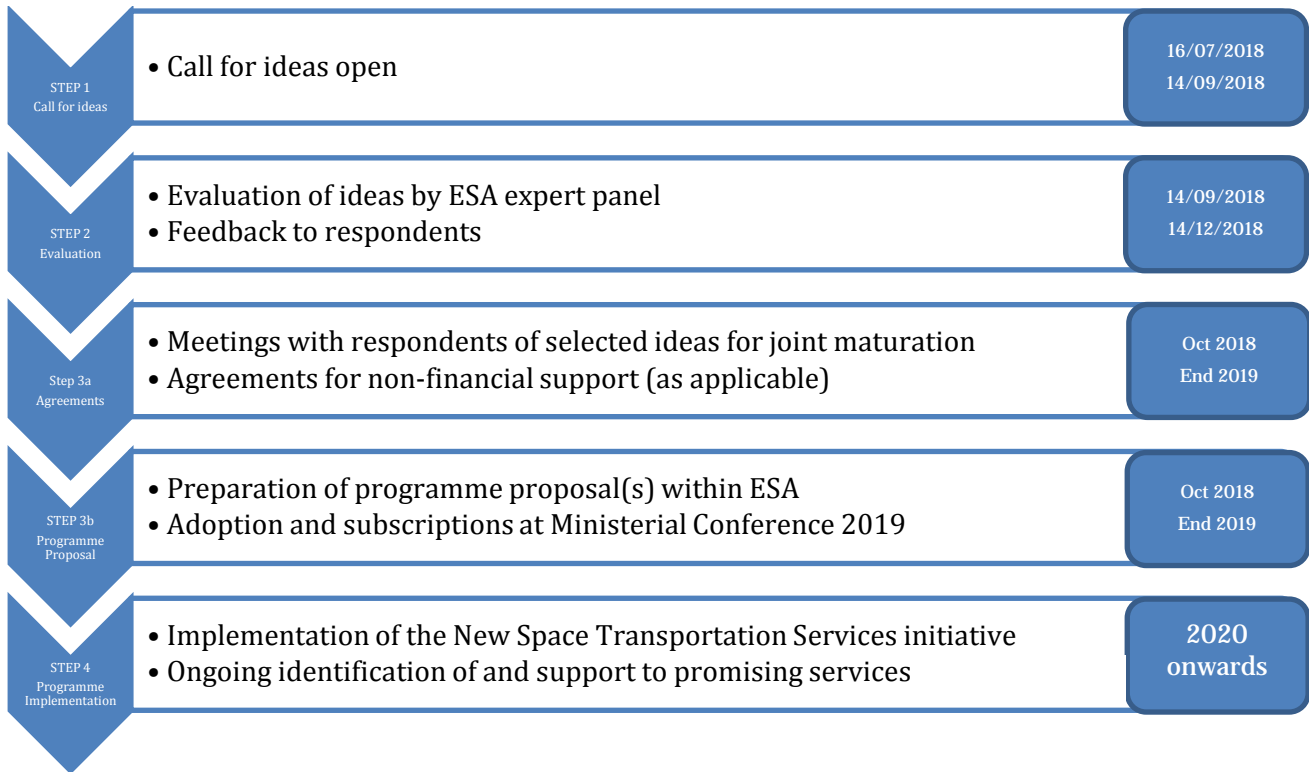 STEP 1
Call for ideas
• Call for ideas open
16/07/2018
14/09/2018
STEP 2
Evaluation
• Evaluation of ideas by ESA expert panel
• Feedback to respondents
14/09/2018
14/12/2018
Step 3a
Agreements
• Meetings with respondents of selected ideas for joint maturation
• Agreements for non-financial support (as applicable)
Oct 2018
End 2019
STEP 3b
Programme
Proposal
• Preparation of programme proposal(s) within ESA
• Adoption and subscriptions at Ministerial Conference 2019
Oct 2018
End 2019
STEP 4
Programme
Implementation
• Implementation of the New Space Transportation Services initiative
• Ongoing identification of and support to promising services
2020
onwards